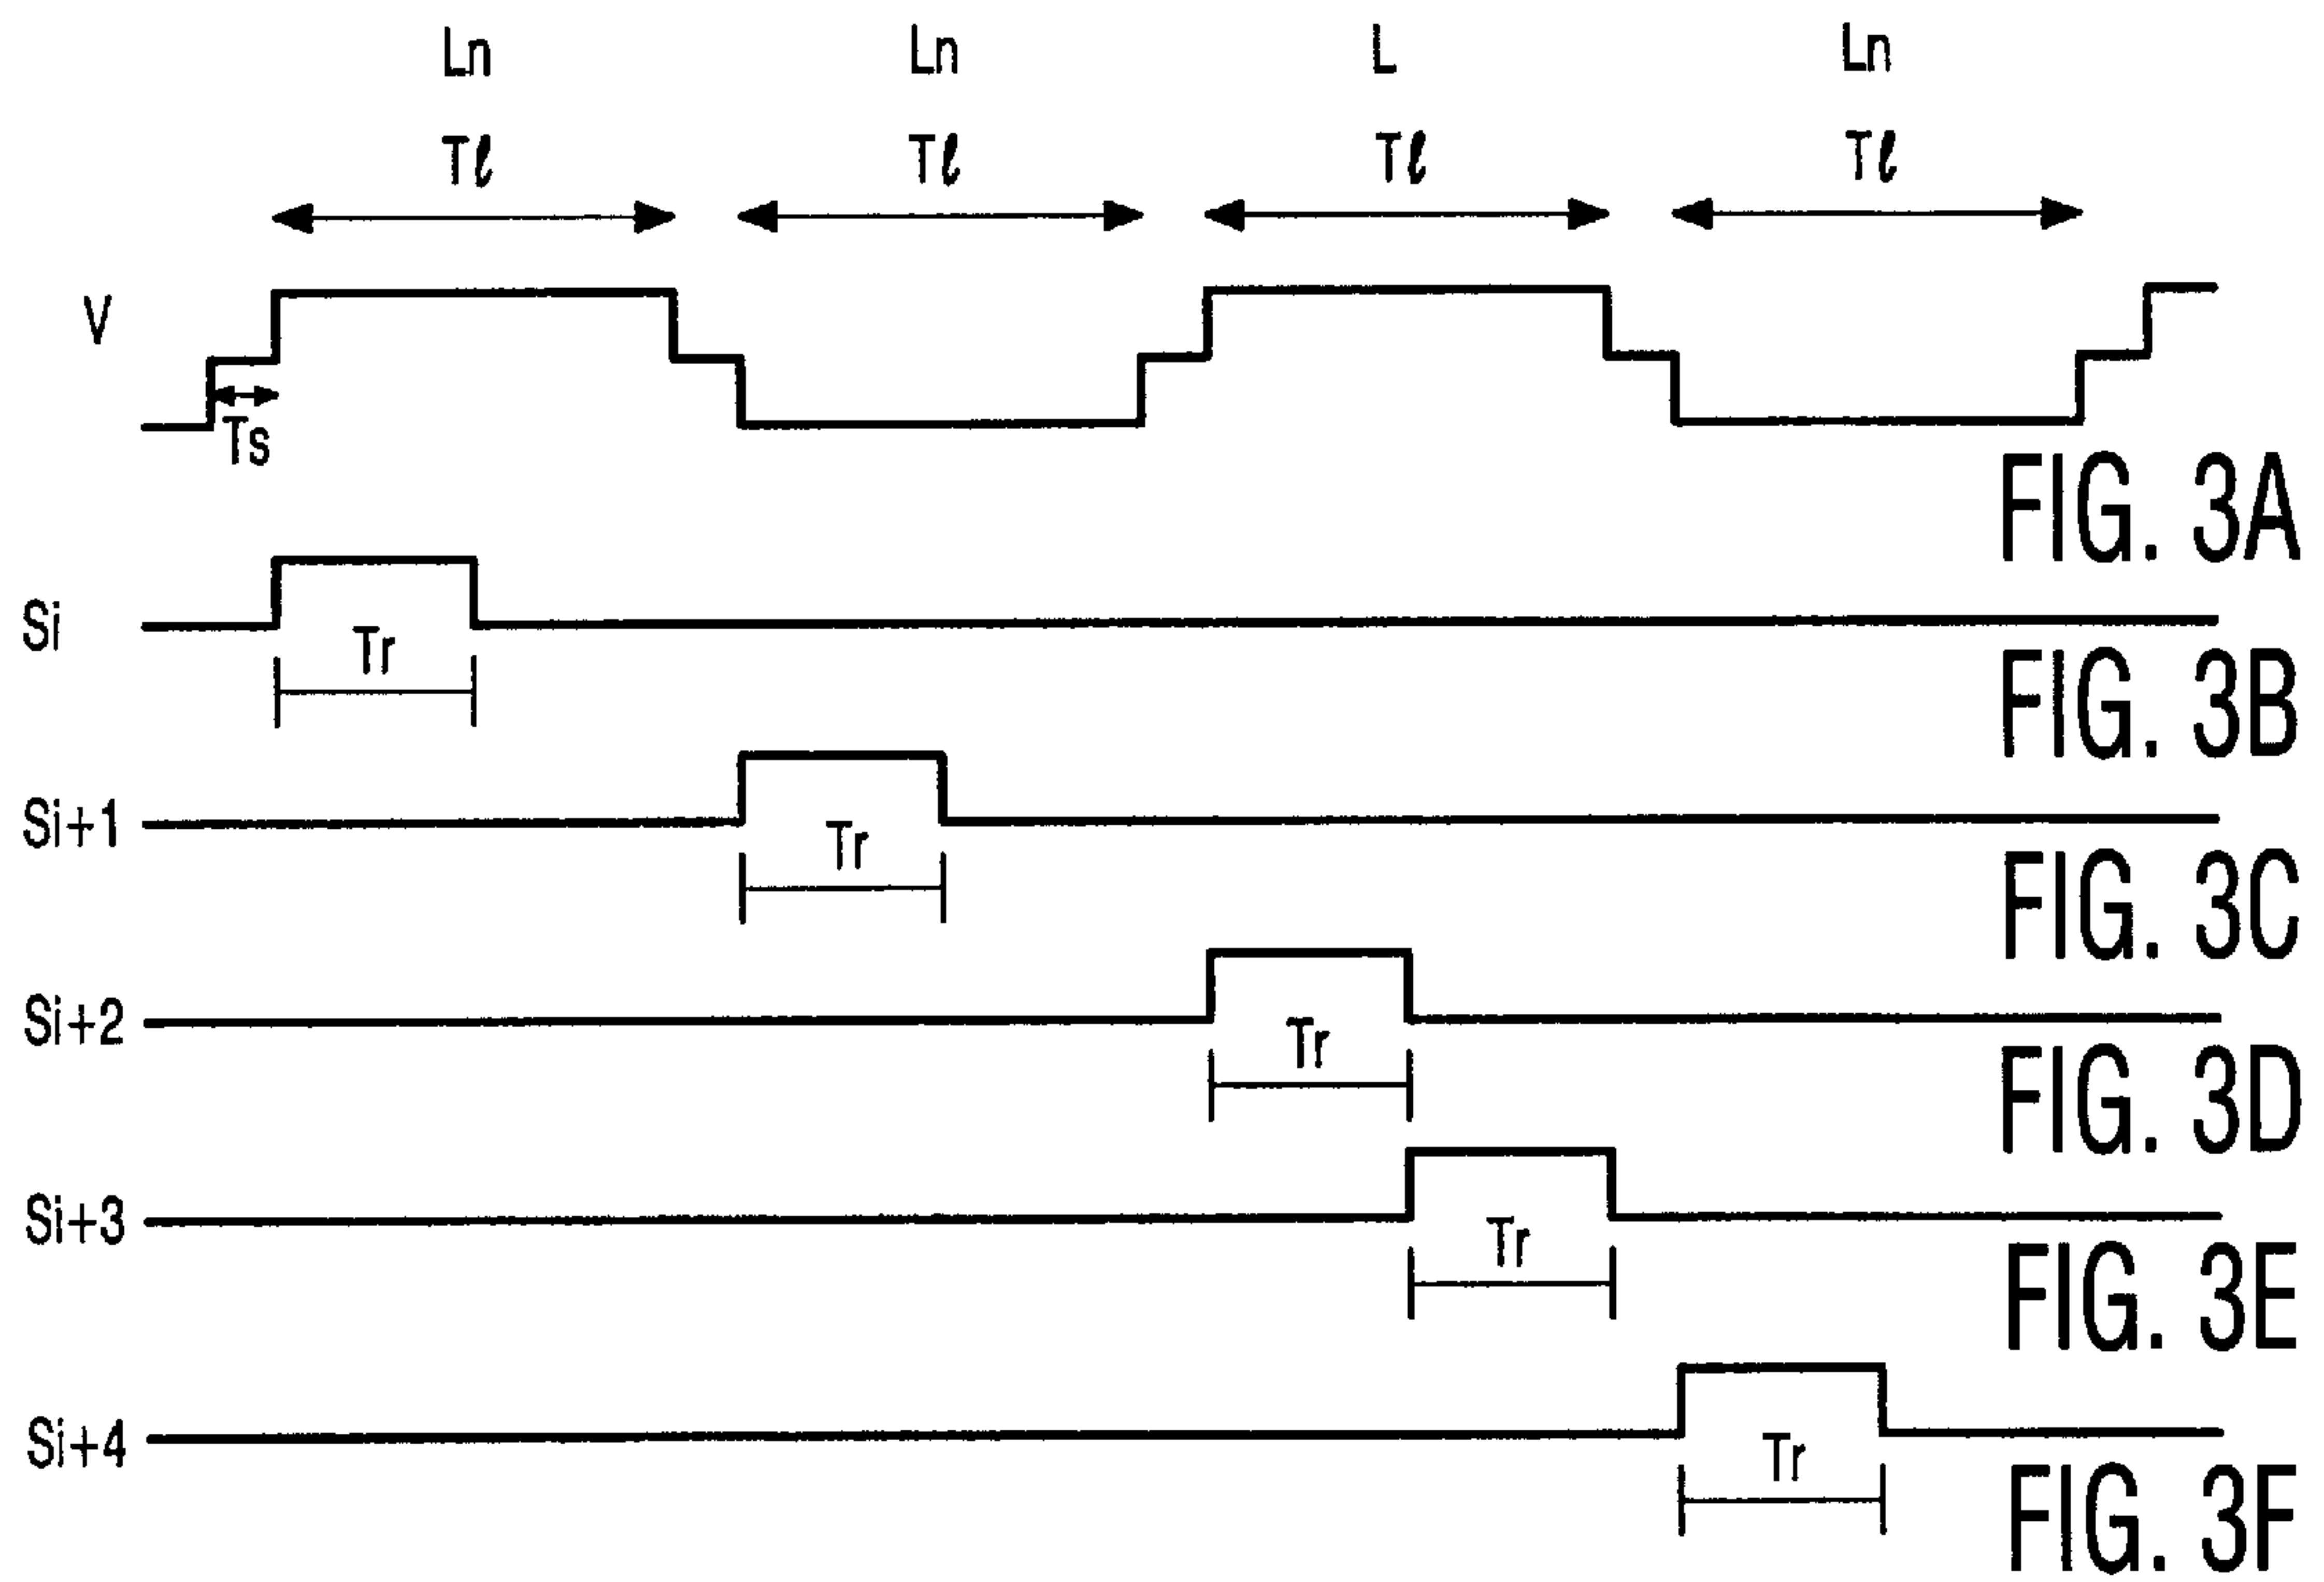 Ln Ln L Ln
Tℓ Tℓ Tℓ Tℓ
V
Ts
FIG. 3A
Si
Tr
FIG. 3B
Si+1
Tr
FIG. 3C
Si+2
Tr
FIG. 3D
Si+3
Tr
FIG. 3E
Si+4
Tr
FIG. 3F